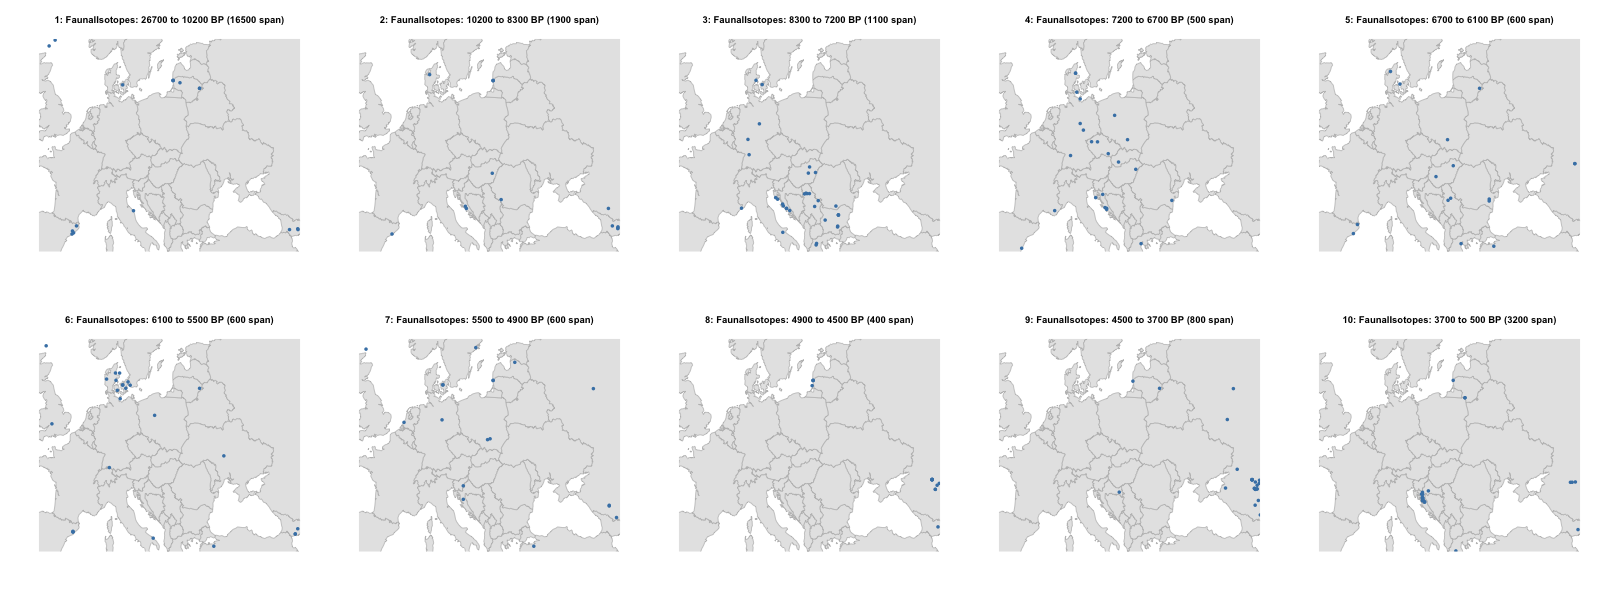 1: FaunalIsotopes: 26700 to 10200 BP (16500 span)
2: FaunalIsotopes: 10200 to 8300 BP (1900 span)
3: FaunalIsotopes: 8300 to 7200 BP (1100 span)
4: FaunalIsotopes: 7200 to 6700 BP (500 span)
5: FaunalIsotopes: 6700 to 6100 BP (600 span)
6: FaunalIsotopes: 6100 to 5500 BP (600 span)
7: FaunalIsotopes: 5500 to 4900 BP (600 span)
8: FaunalIsotopes: 4900 to 4500 BP (400 span)
9: FaunalIsotopes: 4500 to 3700 BP (800 span)
10: FaunalIsotopes: 3700 to 500 BP (3200 span)